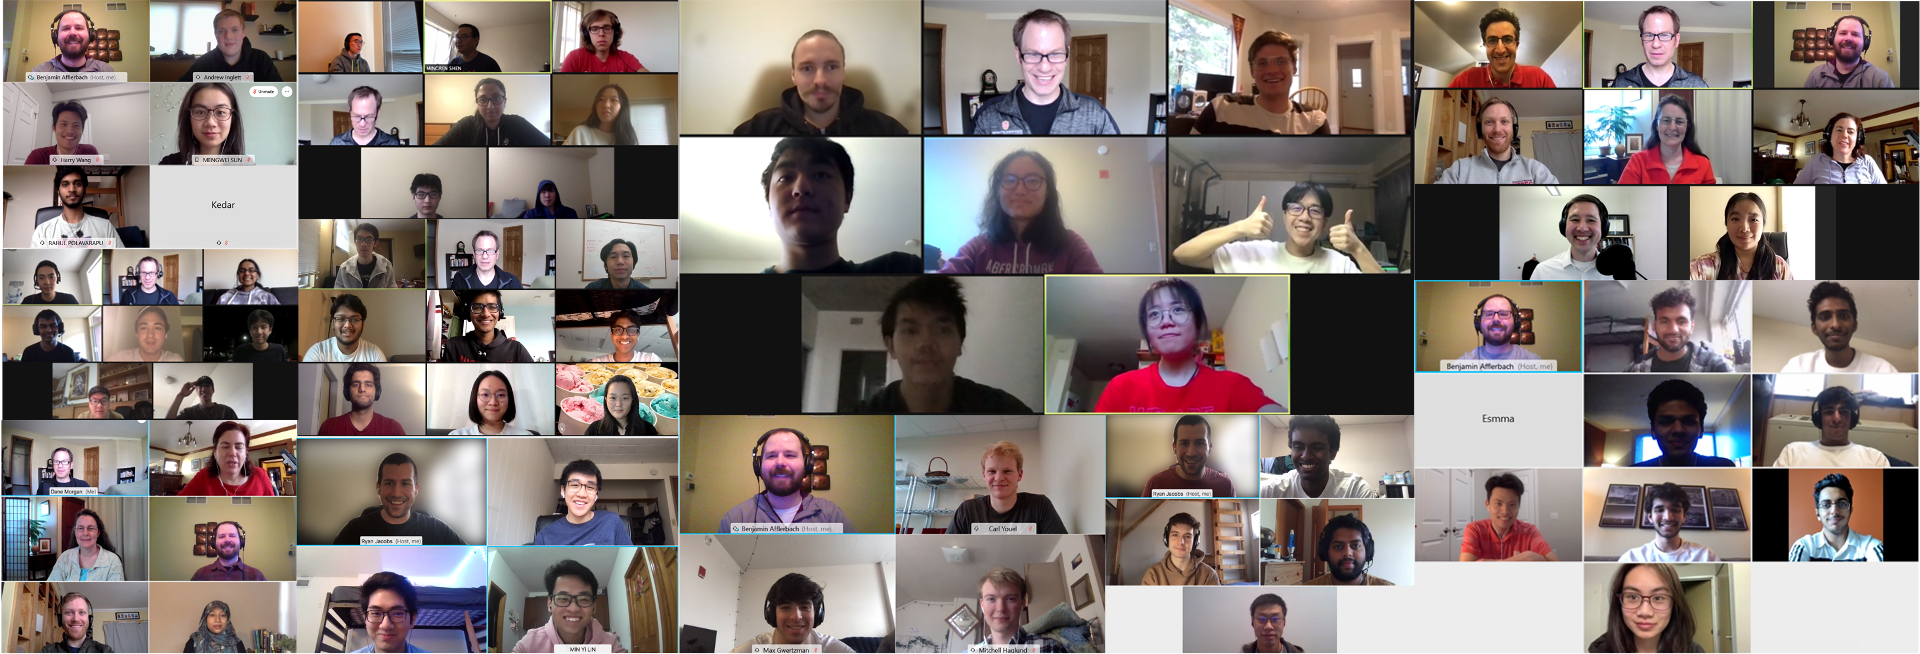 Benjamin Afflerbach (Host, me)
Andrew Inglett
Unmute
Harry Wang
MENGWEI SUN
RAHUL POLAVARAPU
Kedar
Dane Morgan (Me)
MINGREN SHEN
Ryan Jacobs (Host, me)
MIN YI LIN
ABERCROMBIE
Benjamin Afflerbach (Host, me)
Carl Youel
Max Gwertzman
Mitchell Haglund
Ryan Jacobs (Host, me)
Benjamin Afflerbach (Host, me)
Esmma